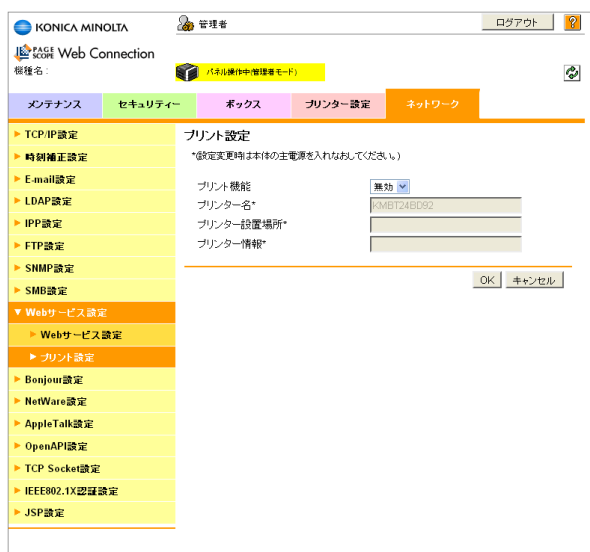 KONICA MINOLTA
管理者
ログアウト
?
PAGE SCOPE Web Connection
機種名:
パネル操作中(管理者モード)
メンテナンス
セキュリティー
ボックス
プリンター設定
ネットワーク
TCP/IP設定
時刻補正設定
E-mail設定
LDAP設定
IPP設定
FTP設定
SNMP設定
SMB設定
Webサービス設定
Webサービス設定
プリント設定
Bonjour設定
NetWare設定
AppleTalk設定
OpenAPI設定
TCP Socket設定
IEEE802.1X認証設定
JSP設定
プリント設定
*(設定変更時は本体の主電源を入れなおしてください。)
プリント機能
無効
プリンター名*
KMBT24BD92
プリンター設置場所*
プリンター情報*
OK
キャンセル